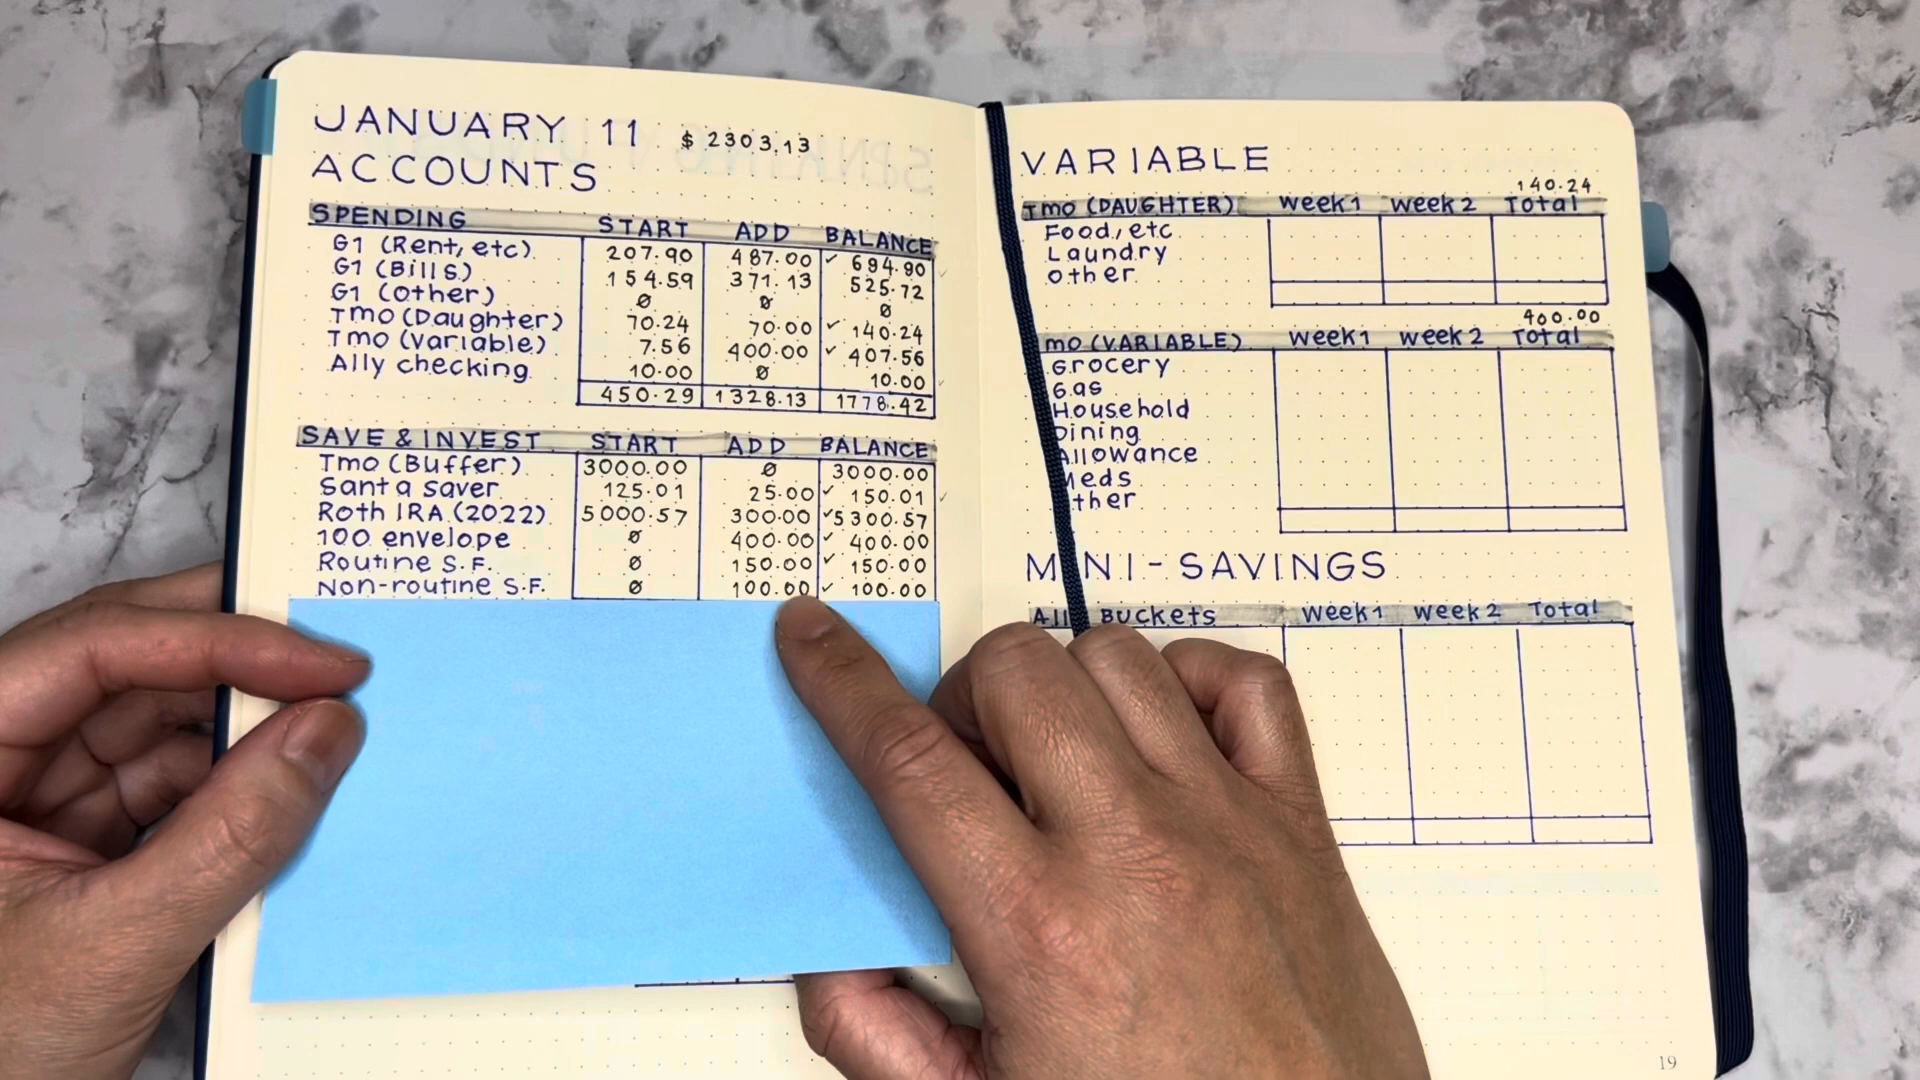 JANUARY 11 $ 2303.13
ACCOUNTS
SPENDING START ADD BALANCE
G1 (Rent, etc) 207.90 487.00 ✓ 694.90 ✓
G1 (Bills) 154.59 371.13 525.72
G1 (Other) Ø Ø Ø
Tmo (Daughter) 70.24 70.00 ✓ 140.24
Tmo (variable) 7.56 400.00 ✓ 407.56
Ally checking 10.00 Ø 10.00 ✓
450.29 1328.13 1778.42
SAVE & INVEST START ADD BALANCE
Tmo (Buffer) 3000.00 Ø 3000.00
Santa saver 125.01 25.00 ✓ 150.01 ✓
Roth IRA (2022) 5000.57 300.00 ✓ 5300.57
100 envelope Ø 400.00 ✓ 400.00
Routine S.F. Ø 150.00 ✓ 150.00
Non-routine S.F. Ø 100.00 ✓ 100.00
VARIABLE
140.24
Tmo (DAUGHTER) Week 1 Week 2 Total
Food, etc
Laundry
Other
400.00
mo (VARIABLE) Week 1 Week 2 Total
Grocery
Gas
Household
Dining
Allowance
Meds
ther
MINI-SAVINGS
All Buckets Week 1 Week 2 Total
19